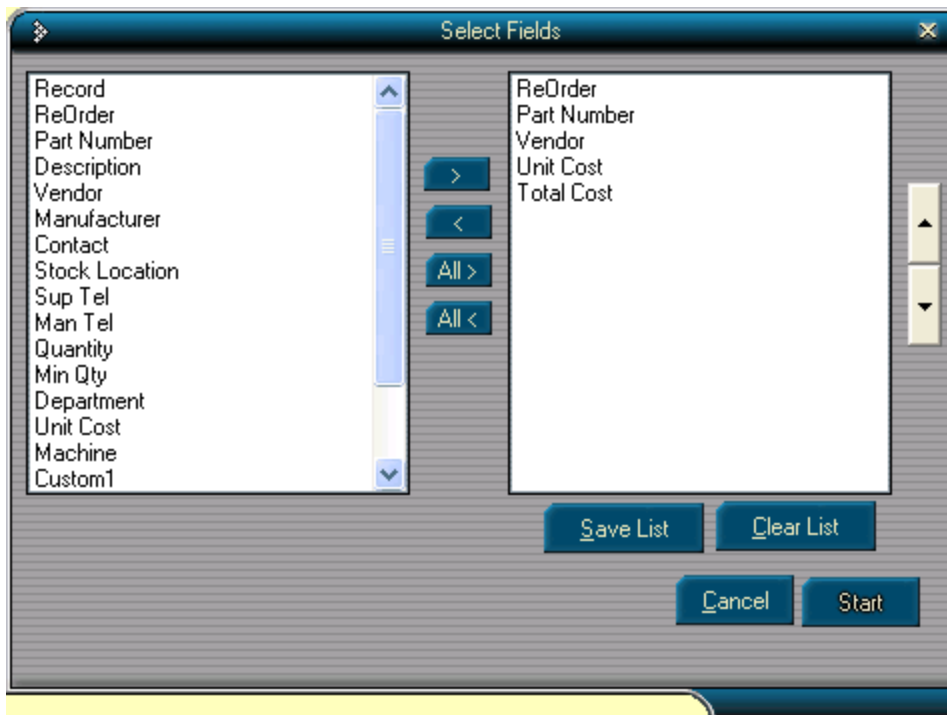 Select Fields
Record
ReOrder
Part Number
Description
Vendor
Manufacturer
Contact
Stock Location
Sup Tel
Man Tel
Quantity
Min Qty
Department
Unit Cost
Machine
Custom1
>
<
All >
All <
ReOrder
Part Number
Vendor
Unit Cost
Total Cost
Save List
Clear List
Cancel
Start